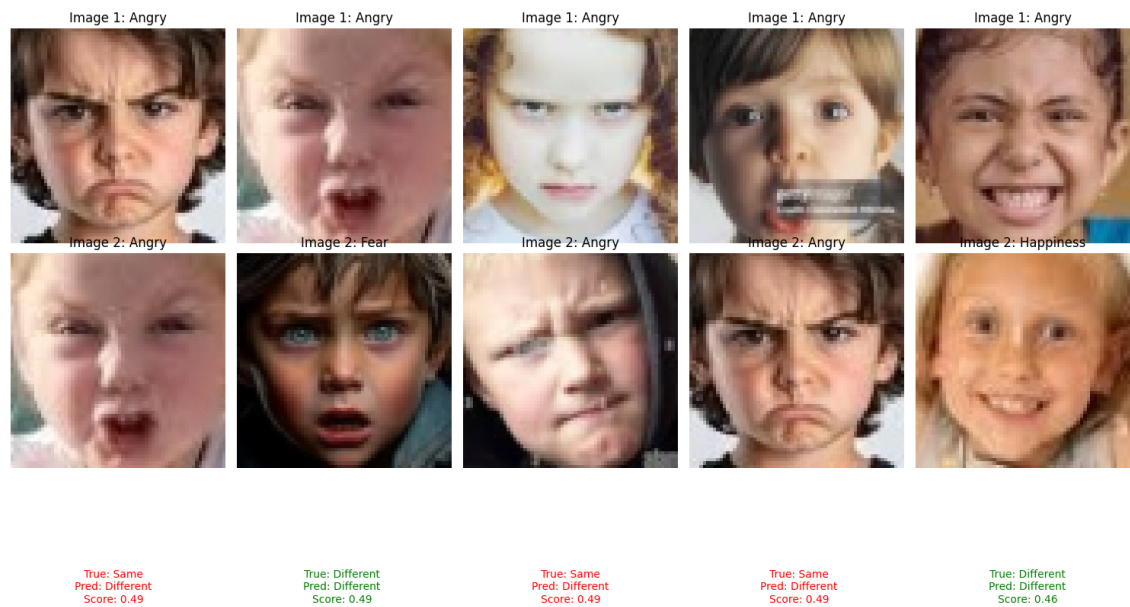 Image 1: Angry
Image 1: Angry
Image 1: Angry
Image 1: Angry
Image 1: Angry
Image 2: Angry
Image 2: Fear
Image 2: Angry
Image 2: Angry
Image 2: Happiness
True: Same
Pred: Different
Score: 0.49
True: Different
Pred: Different
Score: 0.49
True: Same
Pred: Different
Score: 0.49
True: Same
Pred: Different
Score: 0.49
True: Different
Pred: Different
Score: 0.46